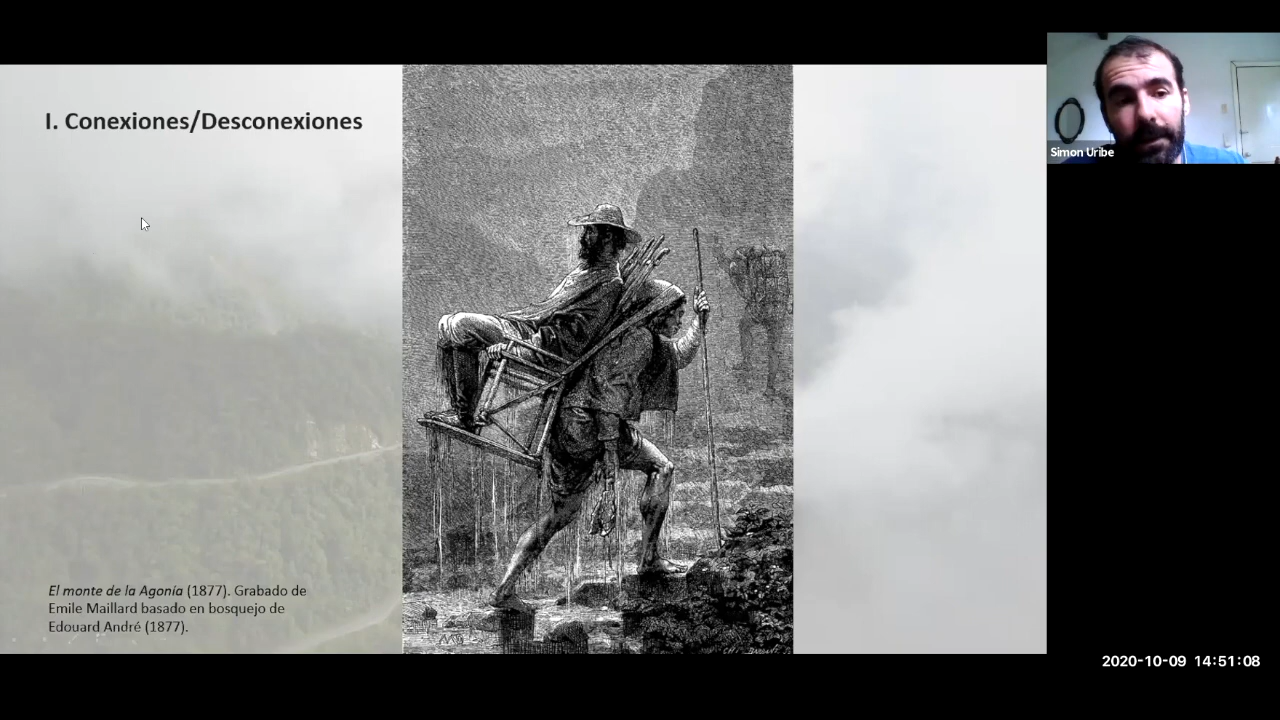 I. Conexiones/Desconexiones
Simon Uribe
El monte de la Agonía (1877). Grabado de
Emile Maillard basado en bosquejo de
Edouard André (1877).
2020-10-09 14:51:08